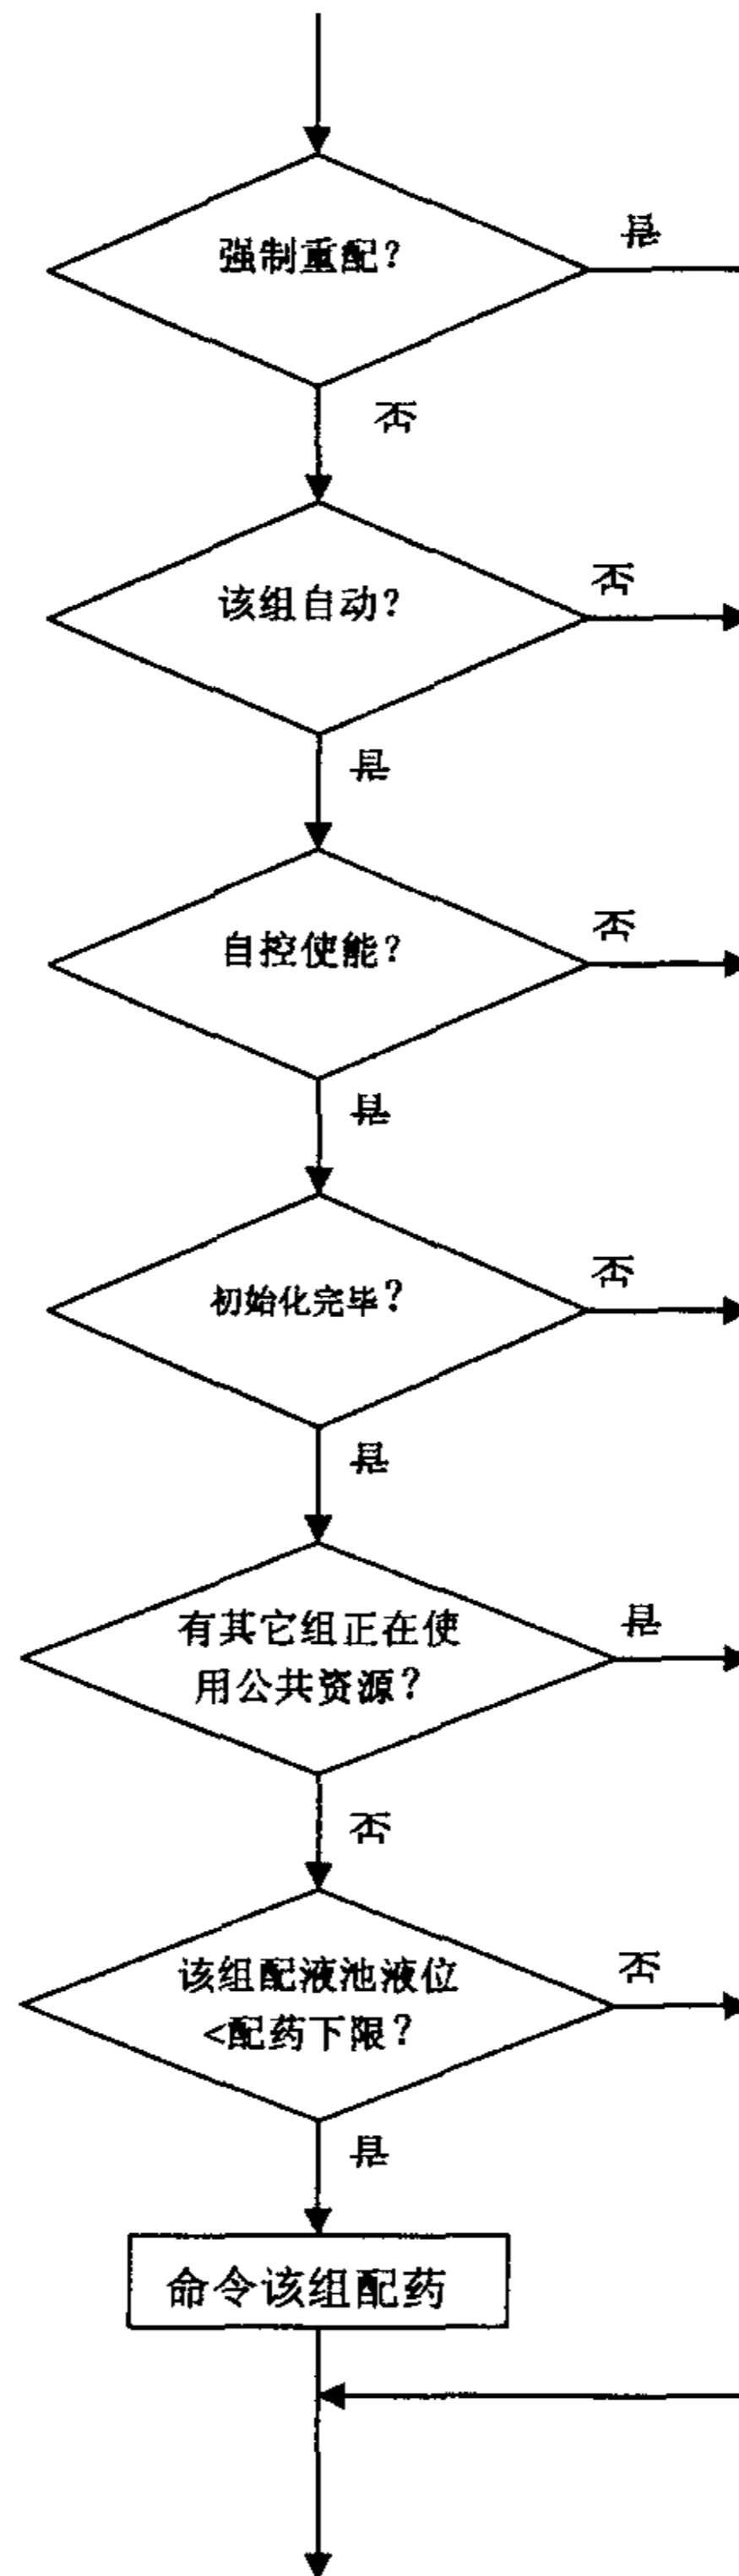 强制重配?
是
否
该组自动?
否
是
自控使能?
否
是
初始化完毕?
否
是
有其它组正在使
用公共资源?
是
否
该组配液池液位
<配药下限?
否
是
命令该组配药